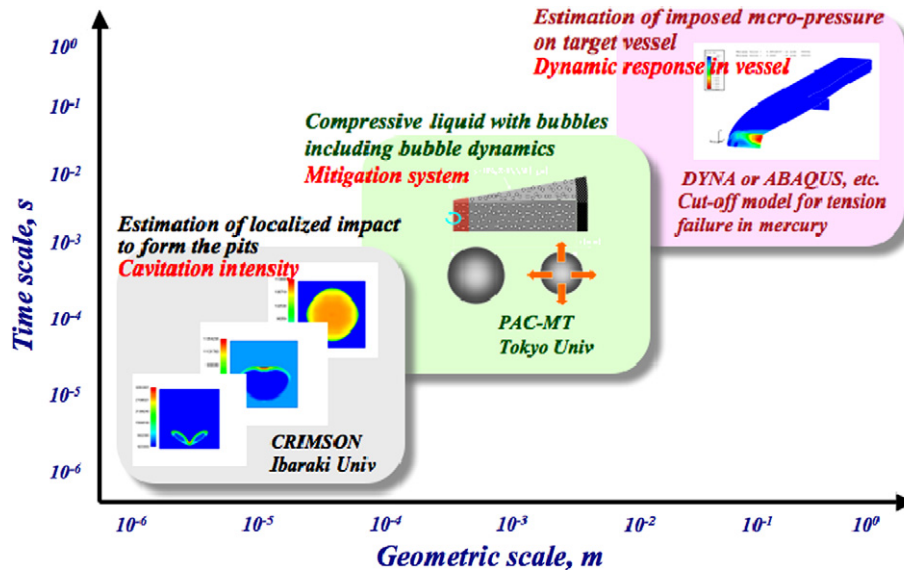 Estimation of imposed mcro-pressure
on target vessel
Dynamic response in vessel
Compressive liquid with bubbles
including bubble dynamics
Mitigation system
DYNA or ABAQUS, etc.
Cut-off model for tension
failure in mercury
Estimation of localized impact
to form the pits
Cavitation intensity
PAC-MT
Tokyo Univ
CRIMSON
Ibaraki Univ
Time scale, s
10⁰
10⁻¹
10⁻²
10⁻³
10⁻⁴
10⁻⁵
10⁻⁶
10⁻⁶
10⁻⁵
10⁻⁴
10⁻³
10⁻²
10⁻¹
10⁰
Geometric scale, m